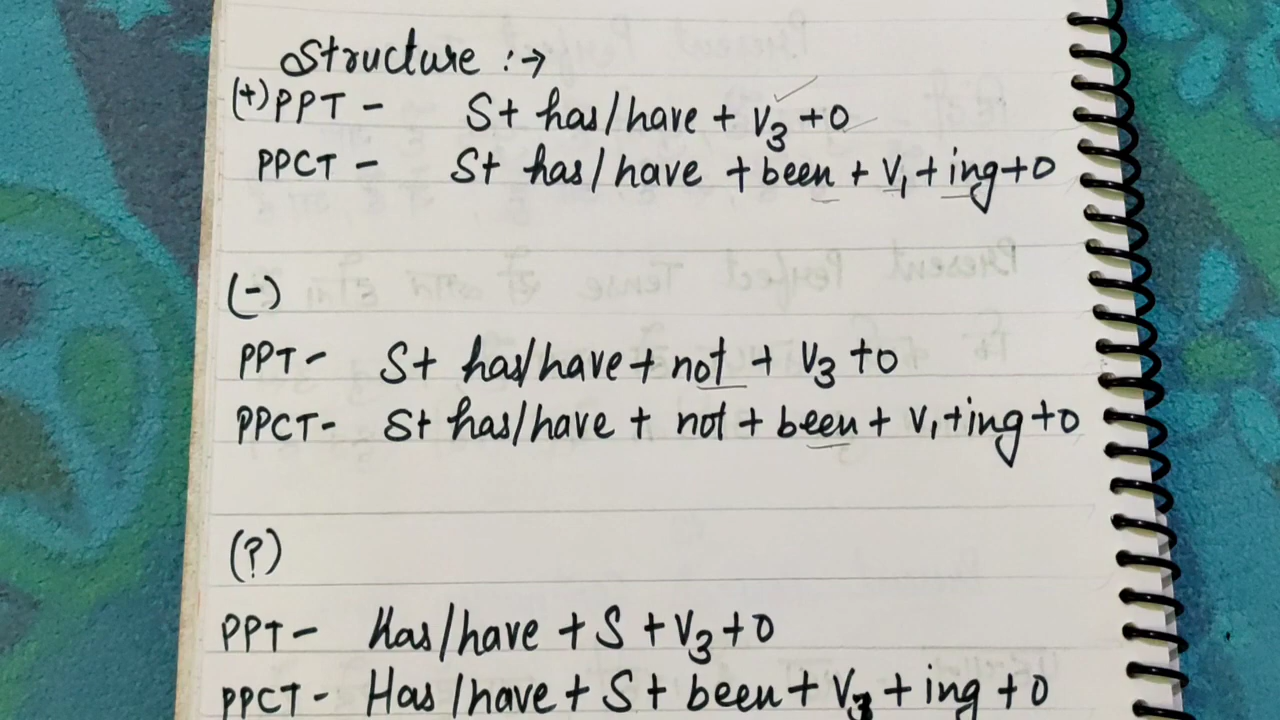 Structure :→
(+) PPT - S+ has/have + V₃ + O
PPCT - S+ has/have + been + V₁ + ing + O
(-)
PPT - S+ has/have + not + V₃ + O
PPCT - S+ has/have + not + been + V₁ + ing + O
(?)
PPT - Has/have + S + V₃ + O
PPCT - Has/have + S + been + V₃ + ing + O